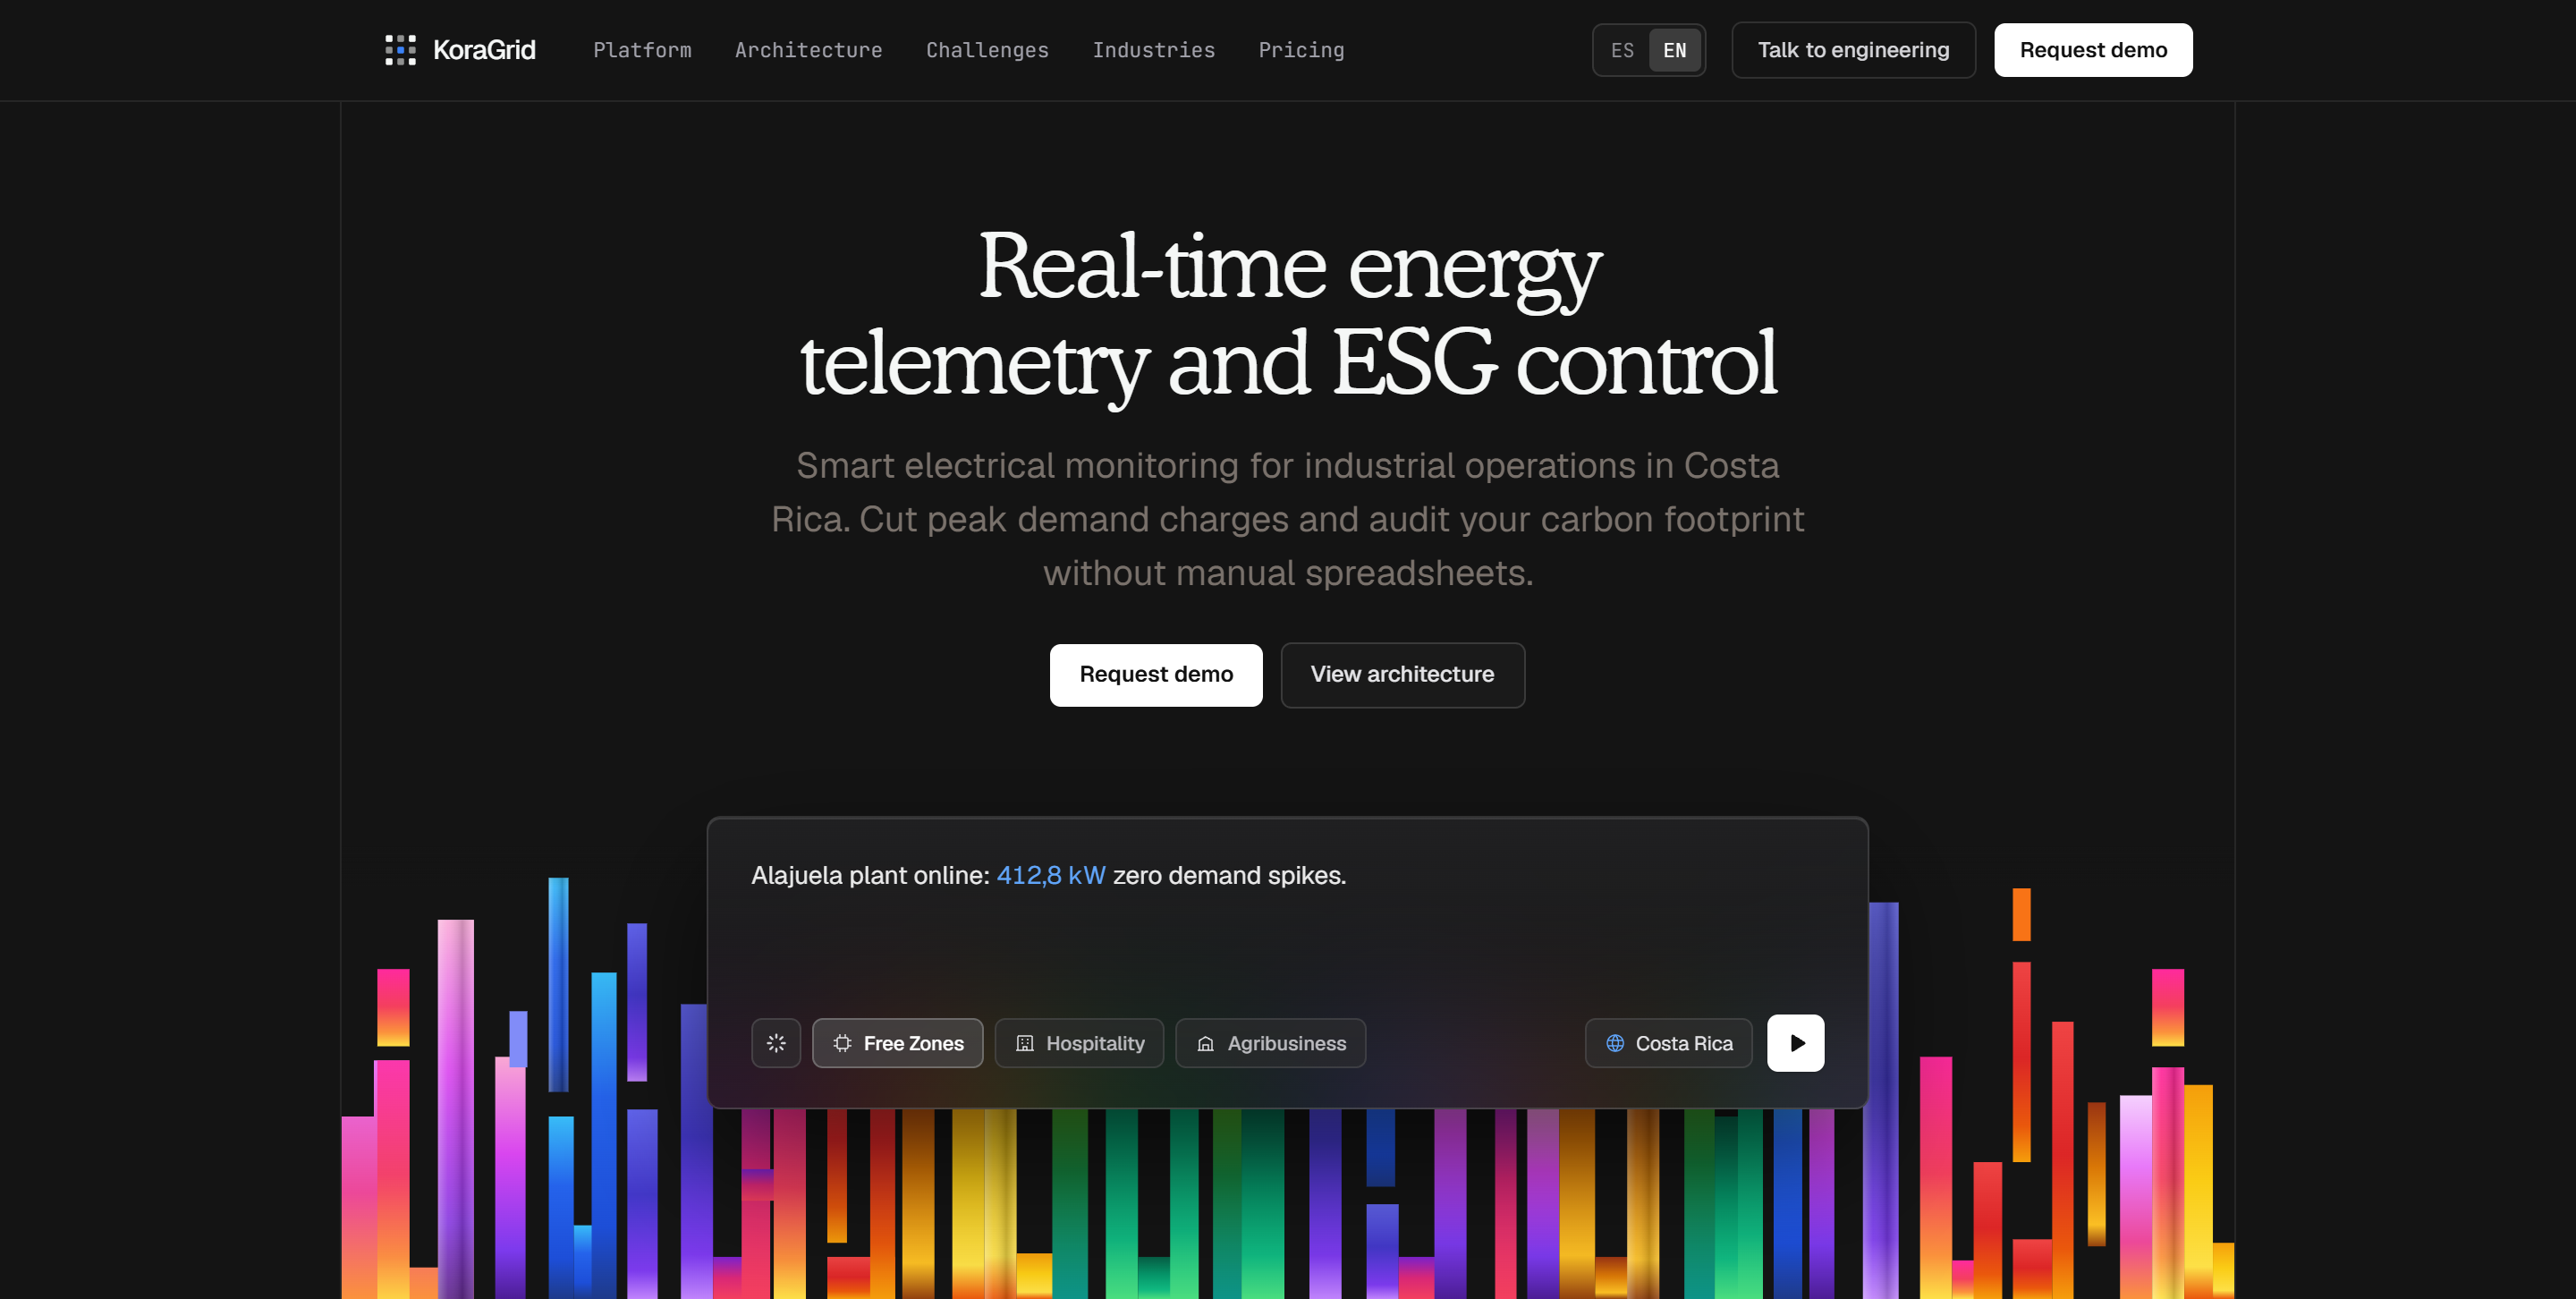 KoraGrid Platform Architecture Challenges Industries Pricing ES EN Talk to engineering Request demo
Real-time energy
telemetry and ESG control
Smart electrical monitoring for industrial operations in Costa
Rica. Cut peak demand charges and audit your carbon footprint
without manual spreadsheets.
Request demo View architecture
Alajuela plant online: 412,8 kW zero demand spikes.
Free Zones Hospitality Agribusiness Costa Rica